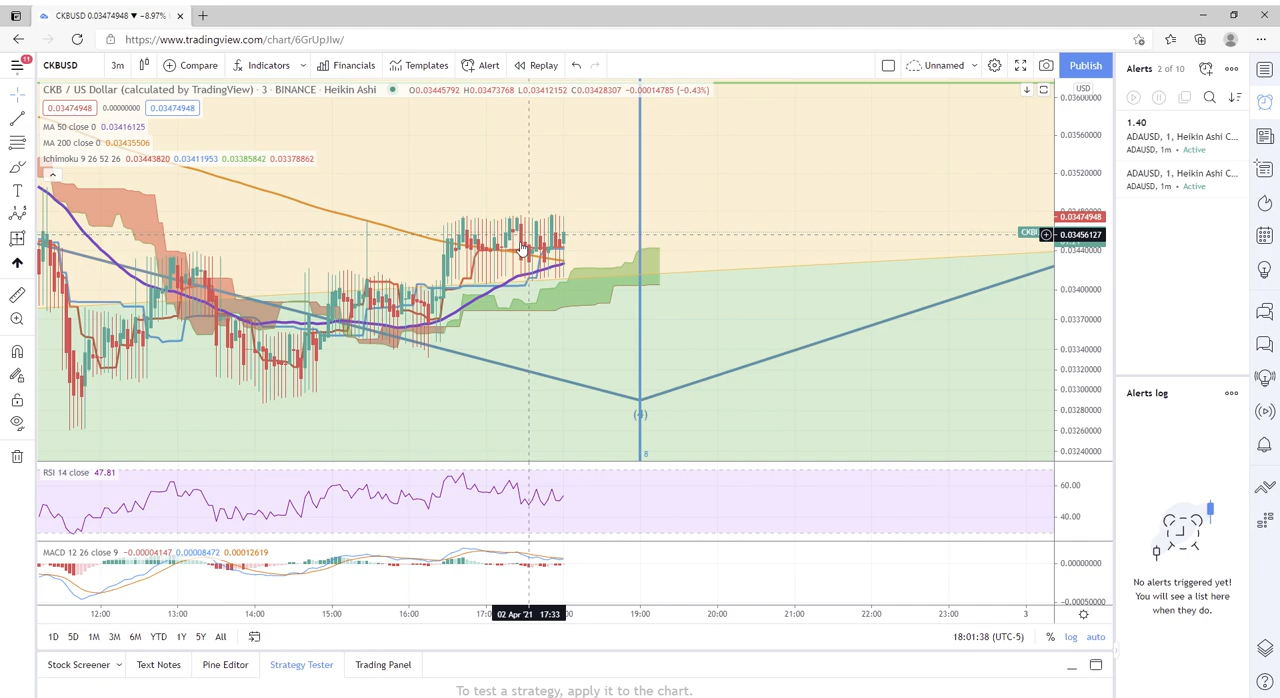 CKBUSD 0.03474948 ▼ −8.97%
https://www.tradingview.com/chart/6GrUpJIw/
11
CKBUSD 3m Compare Indicators Financials Templates Alert Replay Unnamed Publish
CKB / US Dollar (calculated by TradingView) · 3 · BINANCE · Heikin Ashi O0.03445792 H0.03473768 L0.03412152 C0.03428307 −0.00014785 (−0.43%)
0.03474948 0.00000000 0.03474948
MA 50 close 0 0.03416125
MA 200 close 0 0.03435506
Ichimoku 9 26 52 26 0.03443820 0.03411953 0.03385842 0.03378862
USD
0.03600000
0.03560000
0.03520000
0.03474948
0.03456127
0.03440000
0.03400000
0.03370000
0.03340000
0.03320000
0.03300000
0.03280000
0.03260000
0.03240000
(4)
8
RSI 14 close 47.81
60.00
40.00
MACD 12 26 close 9 −0.00004147 0.00008472 0.00012619
0.00000000
−0.00050000
12:00 13:00 14:00 15:00 16:00 02 Apr '21 17:33 19:00 20:00 21:00 22:00 23:00 3
1D 5D 1M 3M 6M YTD 1Y 5Y All 18:01:38 (UTC-5) % log auto
Stock Screener Text Notes Pine Editor Strategy Tester Trading Panel
To test a strategy, apply it to the chart.
Alerts 2 of 10
1.40
ADAUSD, 1, Heikin Ashi C...
ADAUSD, 1m • Active
ADAUSD, 1, Heikin Ashi C...
ADAUSD, 1m • Active
Alerts log
No alerts triggered yet!
You will see a list here
when they do.